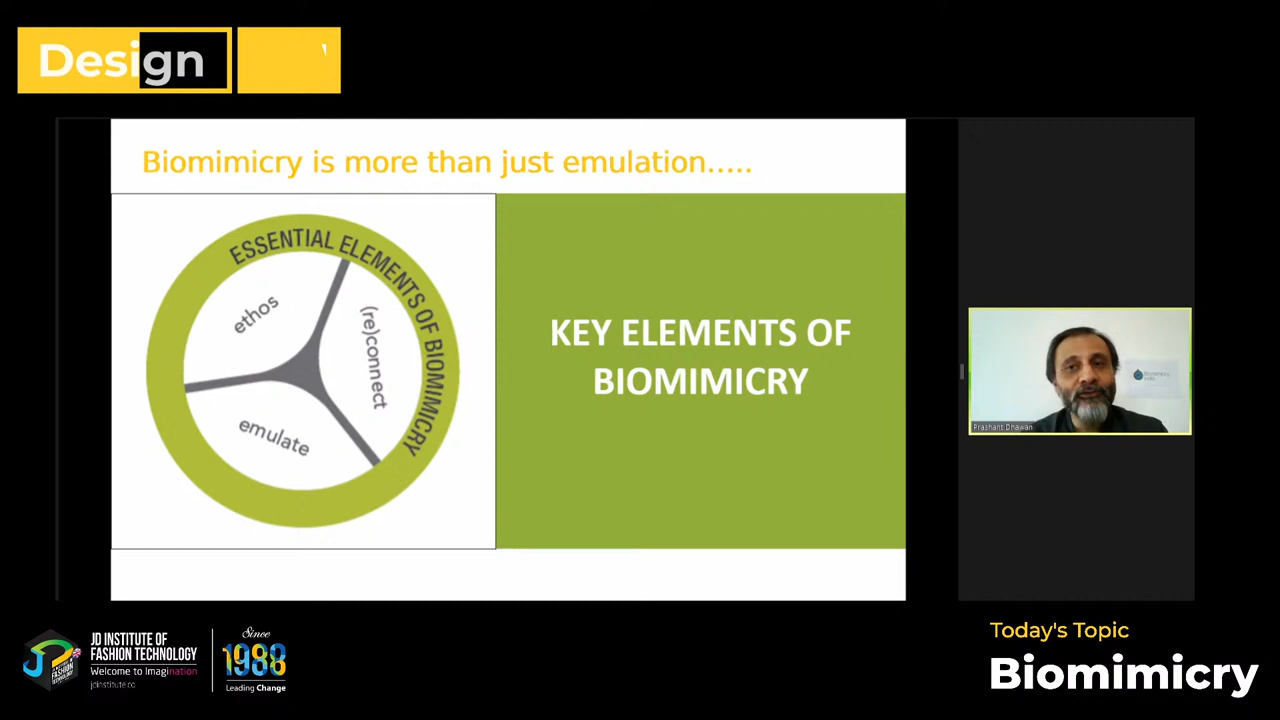 Design
Biomimicry is more than just emulation.....
ESSENTIAL ELEMENTS OF BIOMIMICRY
ethos
(re)connect
emulate
KEY ELEMENTS OF
BIOMIMICRY
Prashant Dhawan
JD INSTITUTE OF
FASHION TECHNOLOGY
Welcome to Imagination
jdinstitute.co
Since
1988
Leading Change
Today's Topic
Biomimicry